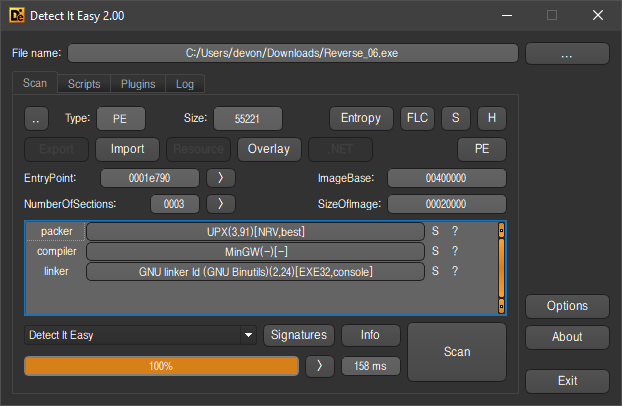 Detect It Easy 2.00
File name: C:/Users/devon/Downloads/Reverse_06.exe ...
Scan Scripts Plugins Log
.. Type: PE Size: 55221 Entropy FLC S H
Export Import Resource Overlay .NET PE
EntryPoint: 0001e790 > ImageBase: 00400000
NumberOfSections: 0003 > SizeOfImage: 00020000
packer UPX(3,91)[NRV,best] S ?
compiler MinGW(-)[-] S ?
linker GNU linker ld (GNU Binutils)(2,24)[EXE32,console] S ?
Options
Detect It Easy Signatures Info Scan About
100% > 158 ms
Exit